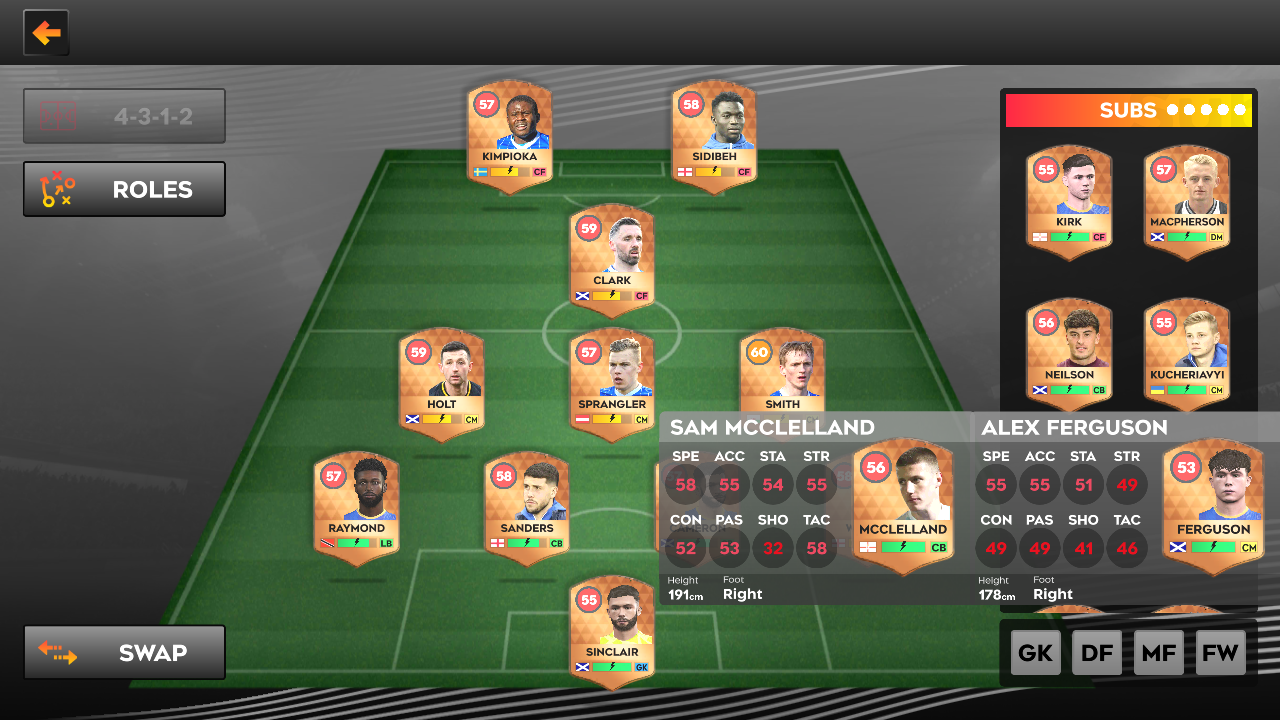 4-3-1-2
ROLES
57
KIMPIOKA
CF
58
SIDIBEH
CF
59
CLARK
CF
59
HOLT
CM
57
SPRANGLER
CM
60
SMITH
57
RAYMOND
LB
58
SANDERS
CB
55
SINCLAIR
GK
SWAP
SUBS
55
KIRK
CF
57
MACPHERSON
DM
56
NEILSON
CB
55
KUCHERIAVYI
CM
SAM MCCLELLAND
SPE ACC STA STR
58 55 54 55
CON PAS SHO TAC
52 53 32 58
Height Foot
191cm Right
56
MCCLELLAND
CB
ALEX FERGUSON
SPE ACC STA STR
55 55 51 49
CON PAS SHO TAC
49 49 41 46
Height Foot
178cm Right
53
FERGUSON
CM
GK DF MF FW